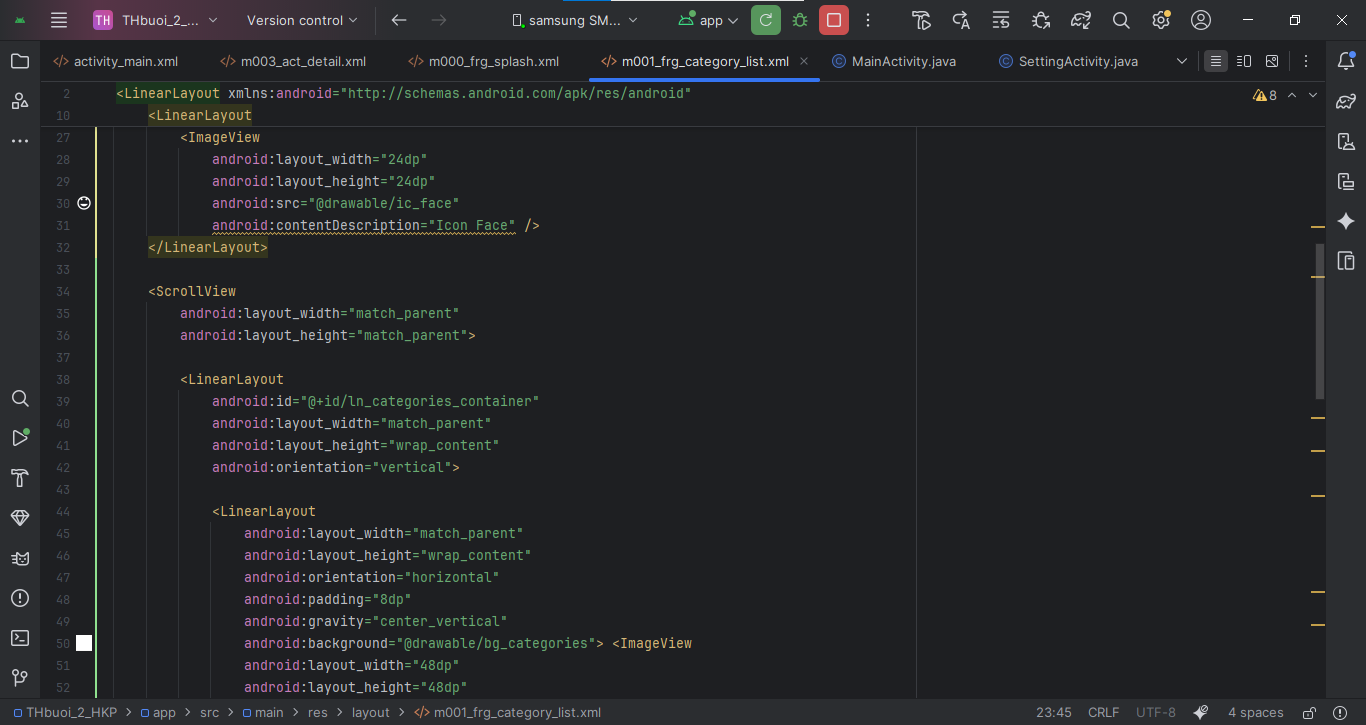 TH THbuoi_2_... Version control samsung SM... app
activity_main.xml m003_act_detail.xml m000_frg_splash.xml m001_frg_category_list.xml MainActivity.java SettingActivity.java
2 <LinearLayout xmlns:android="http://schemas.android.com/apk/res/android" 8
10 <LinearLayout
27 <ImageView
28 android:layout_width="24dp"
29 android:layout_height="24dp"
30 android:src="@drawable/ic_face"
31 android:contentDescription="Icon Face" />
32 </LinearLayout>
33
34 <ScrollView
35 android:layout_width="match_parent"
36 android:layout_height="match_parent">
37
38 <LinearLayout
39 android:id="@+id/ln_categories_container"
40 android:layout_width="match_parent"
41 android:layout_height="wrap_content"
42 android:orientation="vertical">
43
44 <LinearLayout
45 android:layout_width="match_parent"
46 android:layout_height="wrap_content"
47 android:orientation="horizontal"
48 android:padding="8dp"
49 android:gravity="center_vertical"
50 android:background="@drawable/bg_categories"> <ImageView
51 android:layout_width="48dp"
52 android:layout_height="48dp"
THbuoi_2_HKP > app > src > main > res > layout > m001_frg_category_list.xml 23:45 CRLF UTF-8 4 spaces